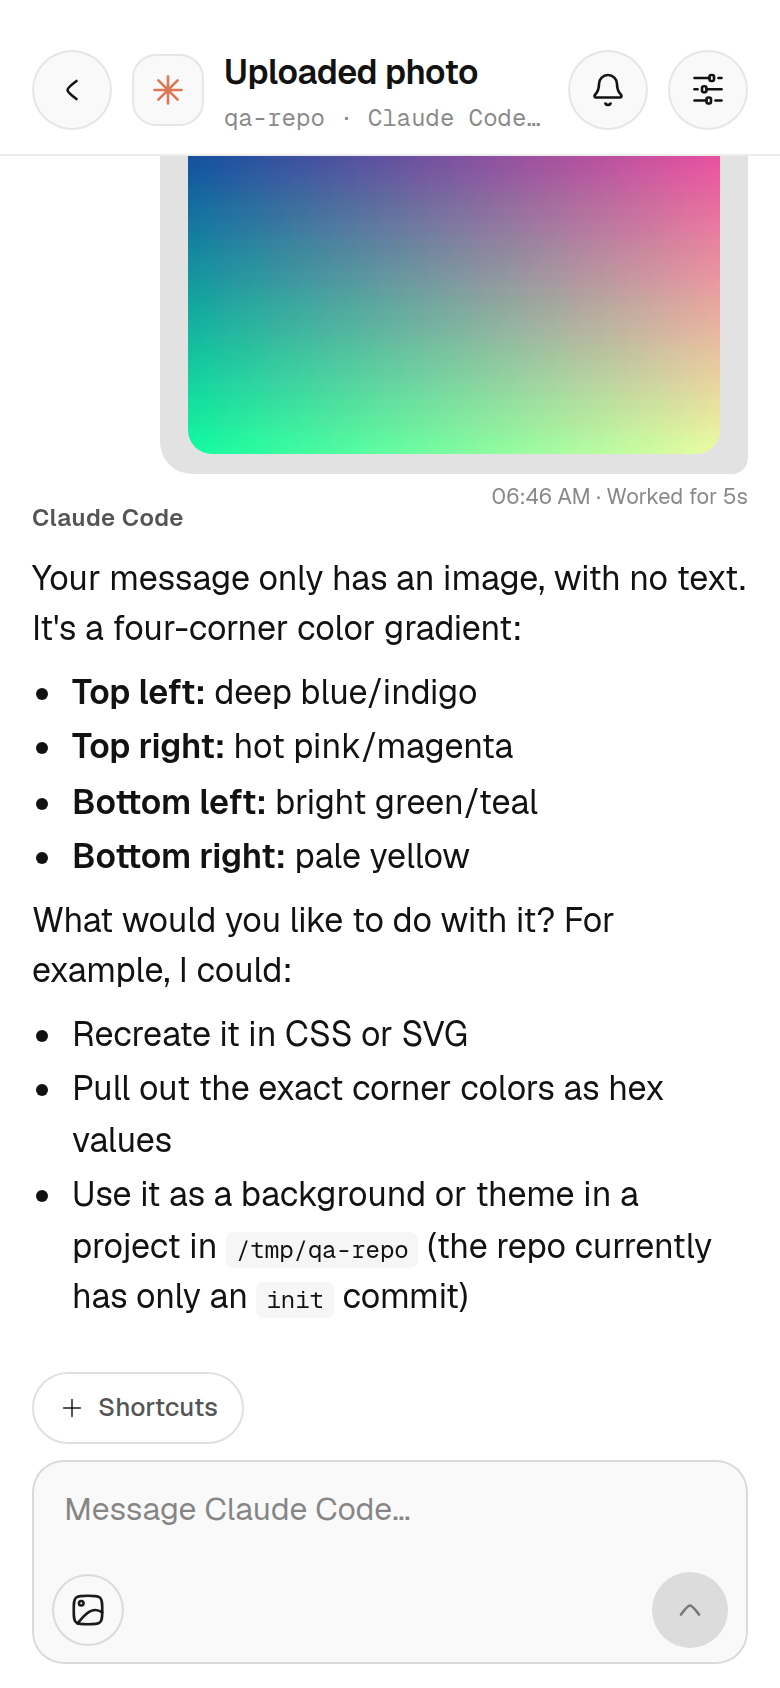 Uploaded photo
qa-repo · Claude Code…
06:46 AM · Worked for 5s
Claude Code
Your message only has an image, with no text.
It's a four-corner color gradient:
• Top left: deep blue/indigo
• Top right: hot pink/magenta
• Bottom left: bright green/teal
• Bottom right: pale yellow
What would you like to do with it? For
example, I could:
• Recreate it in CSS or SVG
• Pull out the exact corner colors as hex
values
• Use it as a background or theme in a
project in /tmp/qa-repo (the repo currently
has only an init commit)
+ Shortcuts
Message Claude Code…